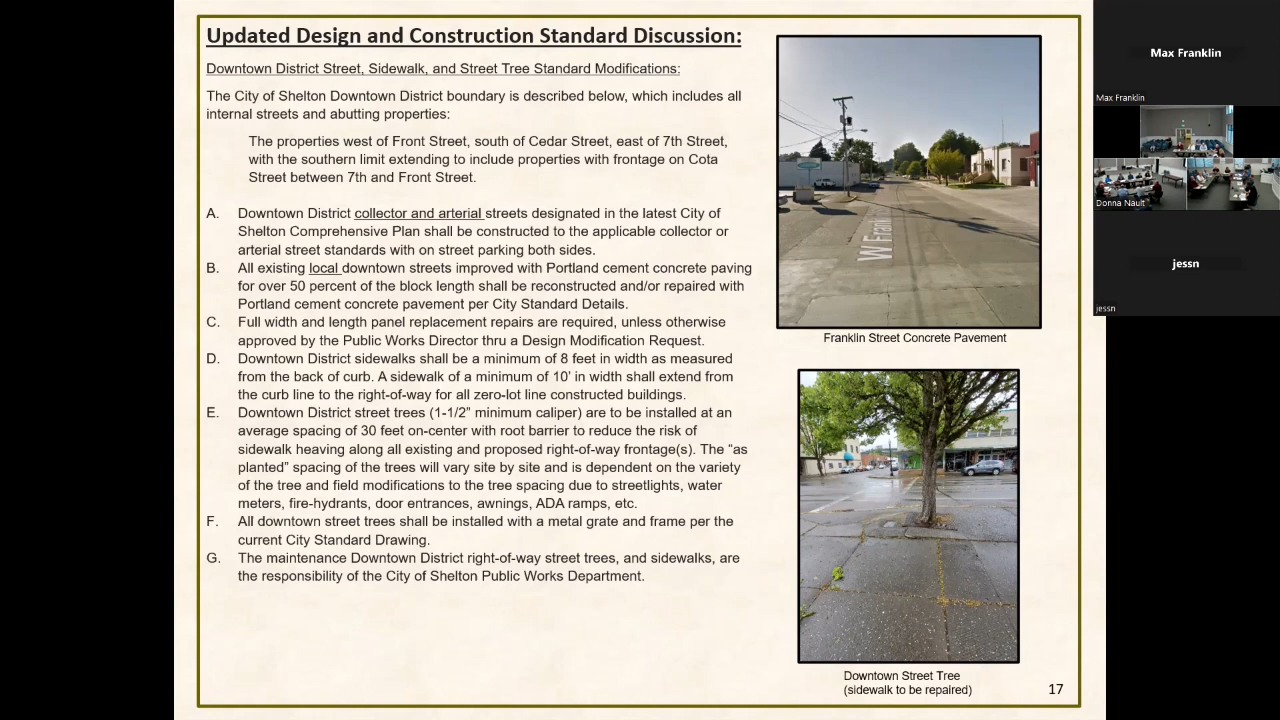 Updated Design and Construction Standard Discussion:
Downtown District Street, Sidewalk, and Street Tree Standard Modifications:
The City of Shelton Downtown District boundary is described below, which includes all
internal streets and abutting properties:
The properties west of Front Street, south of Cedar Street, east of 7th Street,
with the southern limit extending to include properties with frontage on Cota
Street between 7th and Front Street.
A. Downtown District collector and arterial streets designated in the latest City of
Shelton Comprehensive Plan shall be constructed to the applicable collector or
arterial street standards with on street parking both sides.
B. All existing local downtown streets improved with Portland cement concrete paving
for over 50 percent of the block length shall be reconstructed and/or repaired with
Portland cement concrete pavement per City Standard Details.
C. Full width and length panel replacement repairs are required, unless otherwise
approved by the Public Works Director thru a Design Modification Request.
D. Downtown District sidewalks shall be a minimum of 8 feet in width as measured
from the back of curb. A sidewalk of a minimum of 10' in width shall extend from
the curb line to the right-of-way for all zero-lot line constructed buildings.
E. Downtown District street trees (1-1/2" minimum caliper) are to be installed at an
average spacing of 30 feet on-center with root barrier to reduce the risk of
sidewalk heaving along all existing and proposed right-of-way frontage(s). The "as
planted" spacing of the trees will vary site by site and is dependent on the variety
of the tree and field modifications to the tree spacing due to streetlights, water
meters, fire-hydrants, door entrances, awnings, ADA ramps, etc.
F. All downtown street trees shall be installed with a metal grate and frame per the
current City Standard Drawing.
G. The maintenance Downtown District right-of-way street trees, and sidewalks, are
the responsibility of the City of Shelton Public Works Department.
W Frankl
Franklin Street Concrete Pavement
Downtown Street Tree
(sidewalk to be repaired)
17
Max Franklin
Max Franklin
Donna Nault
jessn
jessn